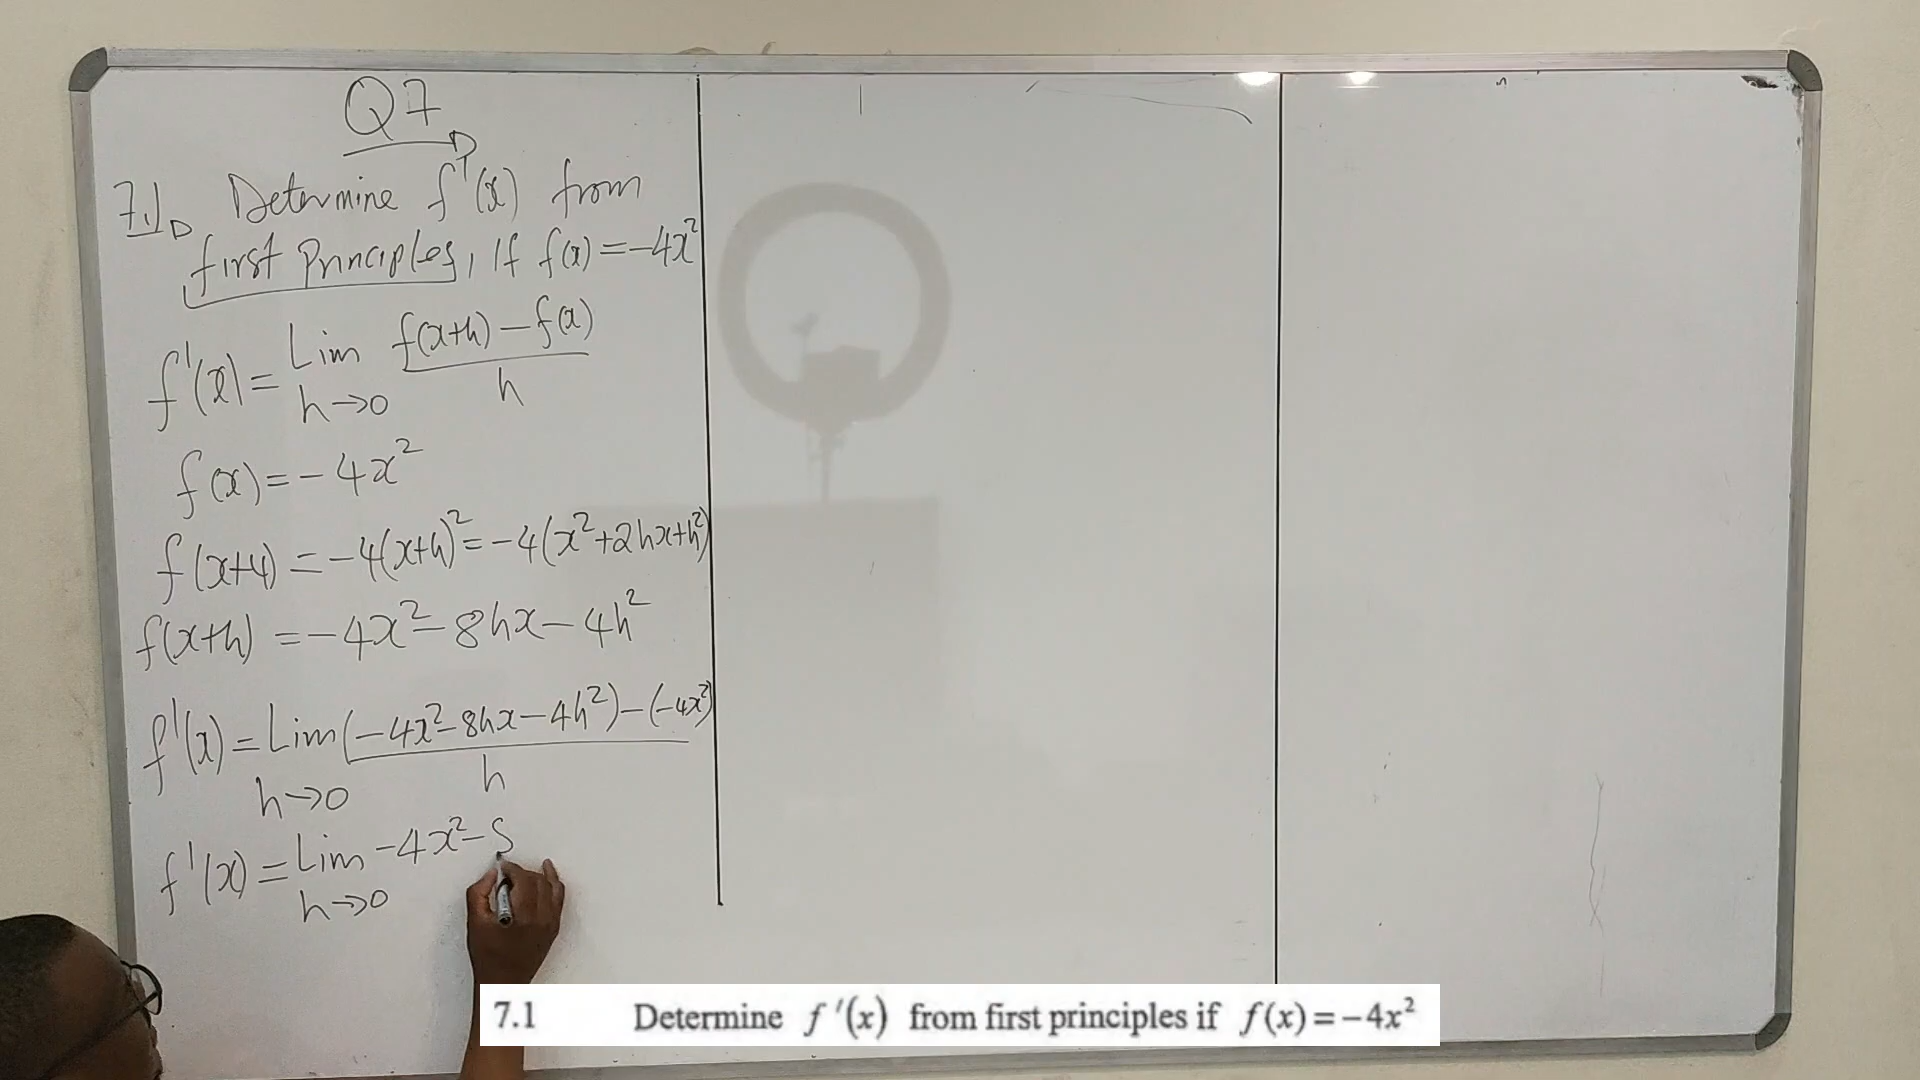 Q7
7.1 Determine f'(x) from
first Principles, If f(x) = -4x²
f'(x) = Lim h→0 f(x+h) - f(x) / h
f(x) = -4x²
f(x+h) = -4(x+h)² = -4(x²+2hx+h²)
f(x+h) = -4x² - 8hx - 4h²
f'(x) = Lim h→0 (-4x² - 8hx - 4h²) - (-4x²) / h
f'(x) = Lim h→0 -4x² -
7.1 Determine f'(x) from first principles if f(x) = -4x²